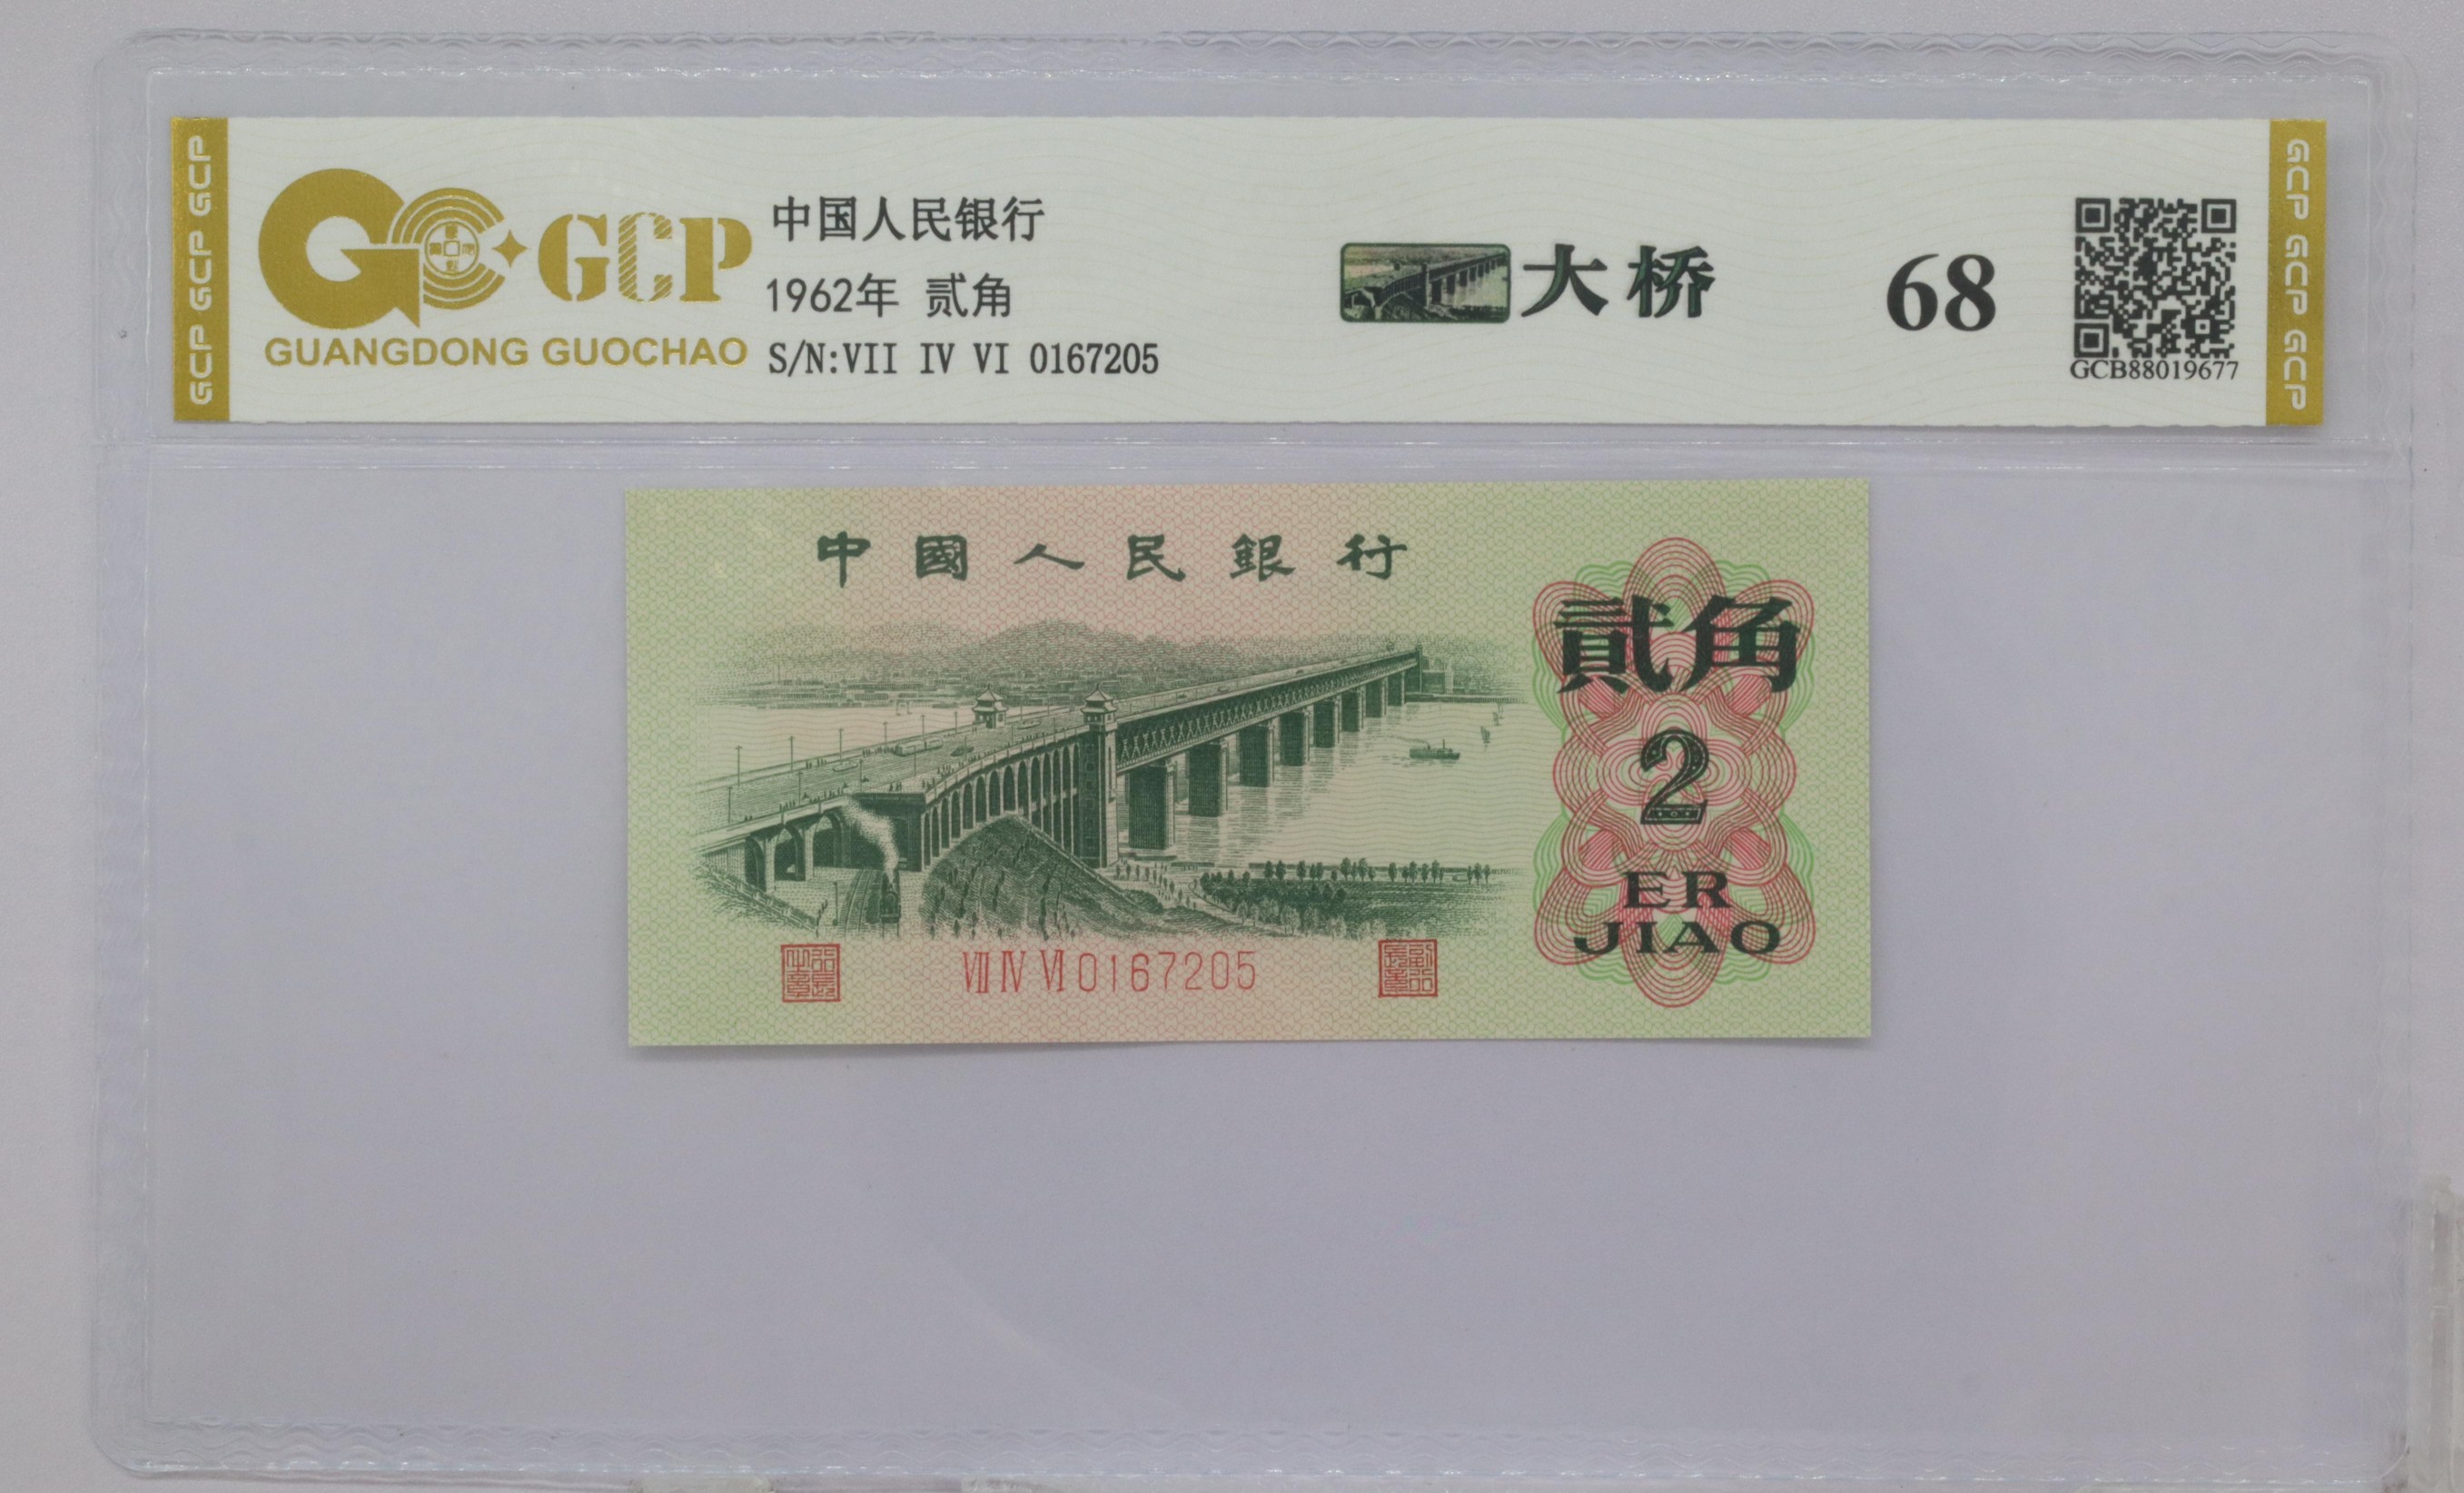 GCP GCP GCP
GCP
GUANGDONG GUOCHAO
中国人民银行
1962年 贰角
S/N:VII IV VI 0167205
大桥
68
GCB88019677
GCP GCP GCP
中國人民銀行
貳角
2
ER
JIAO
VII IV VI 0167205